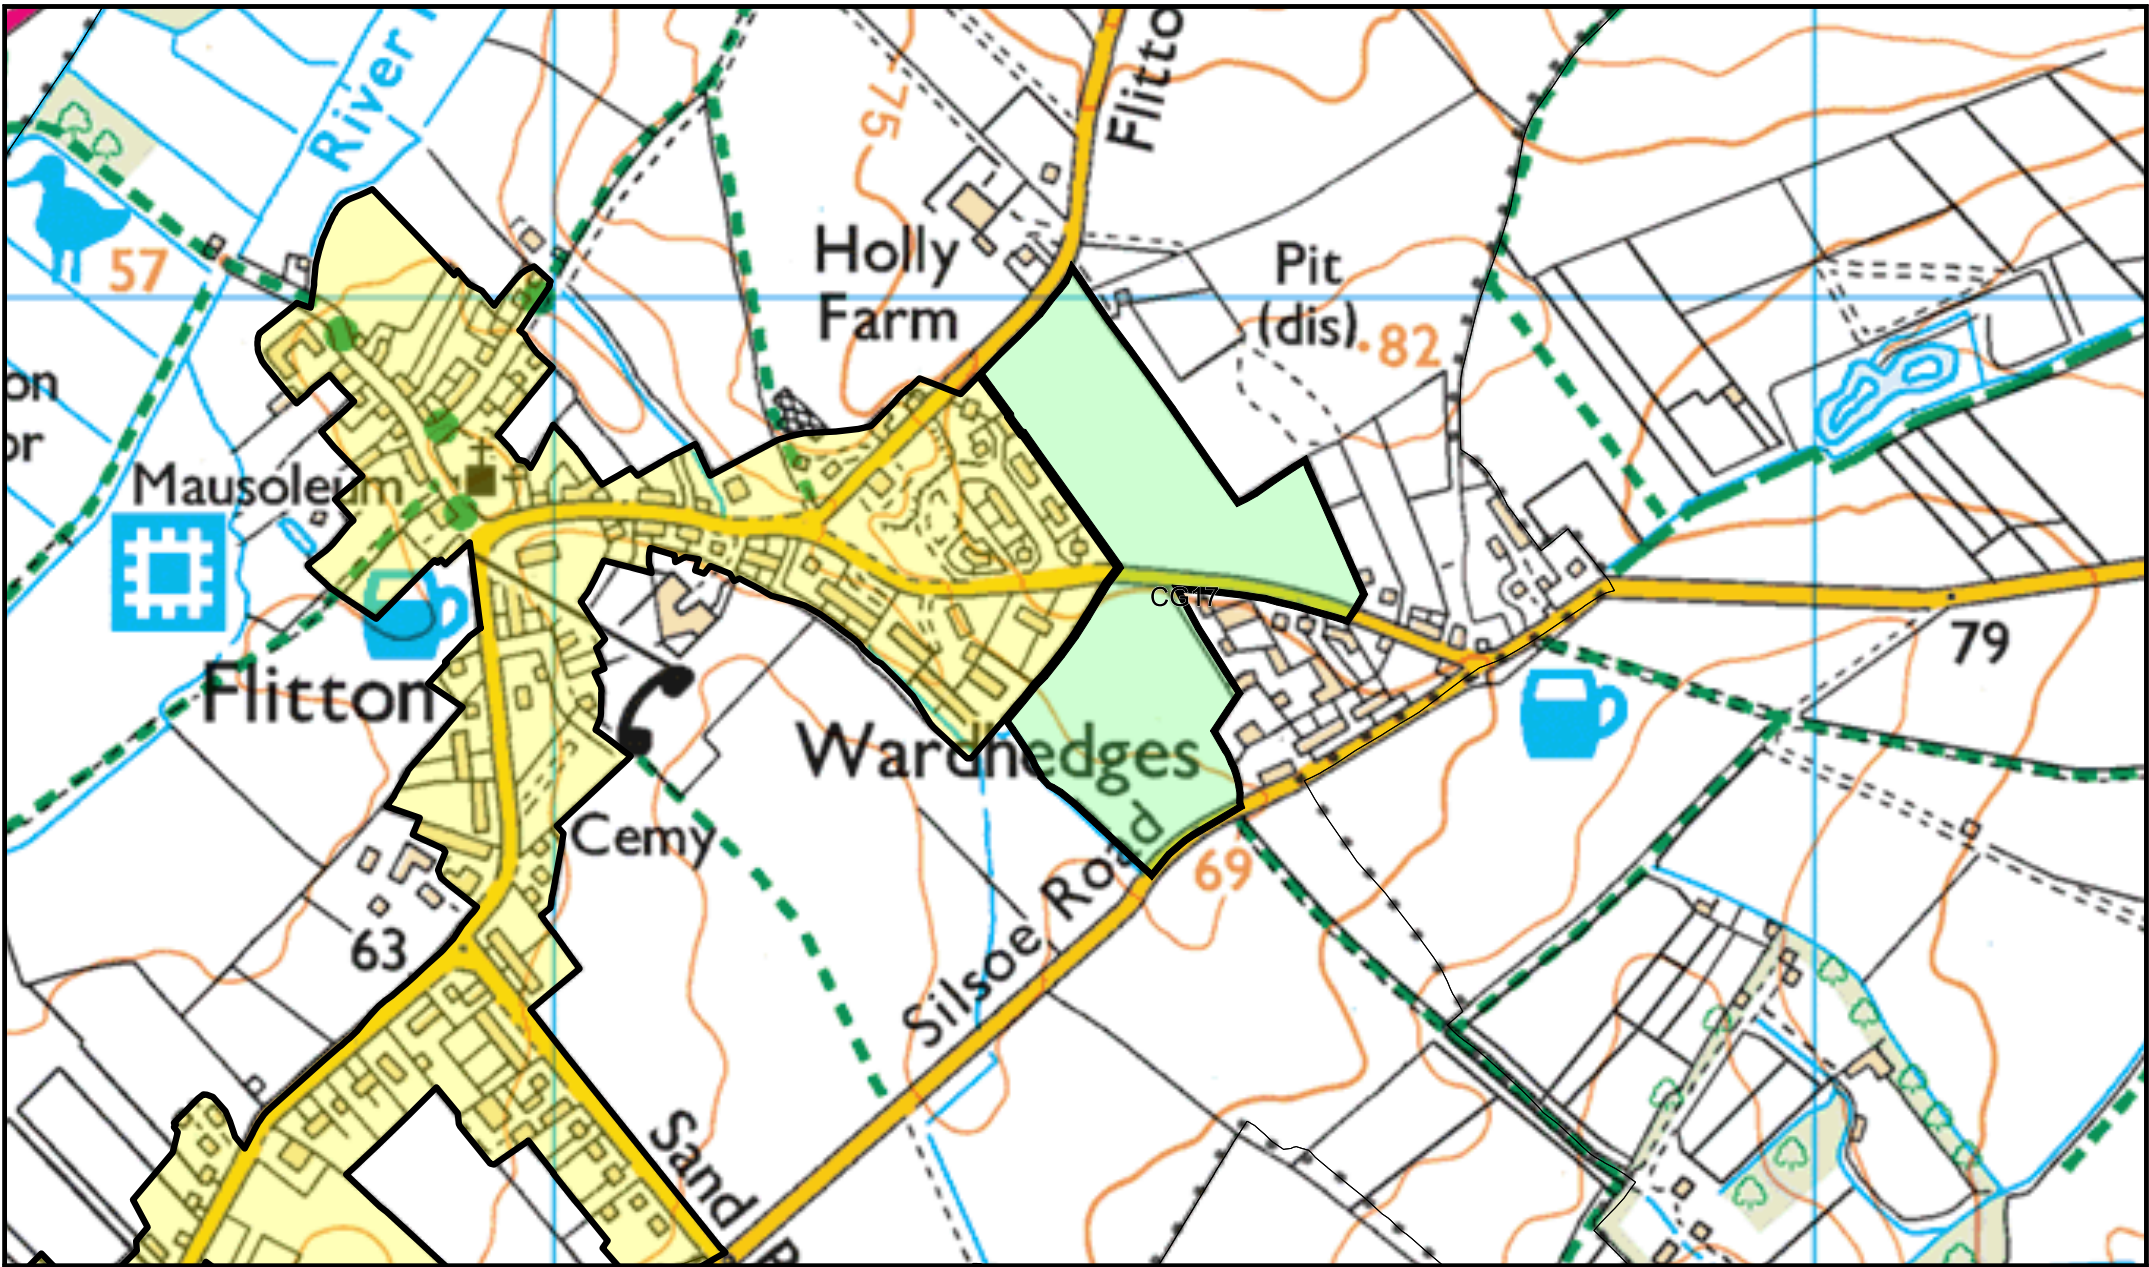 River
Flitto
75
57
Holly
Farm
Pit
(dis)
82
on
or
Mausoleum
CG17
79
Flitton
Wardhedges
Cemy
69
Silsoe Road
63
Sand